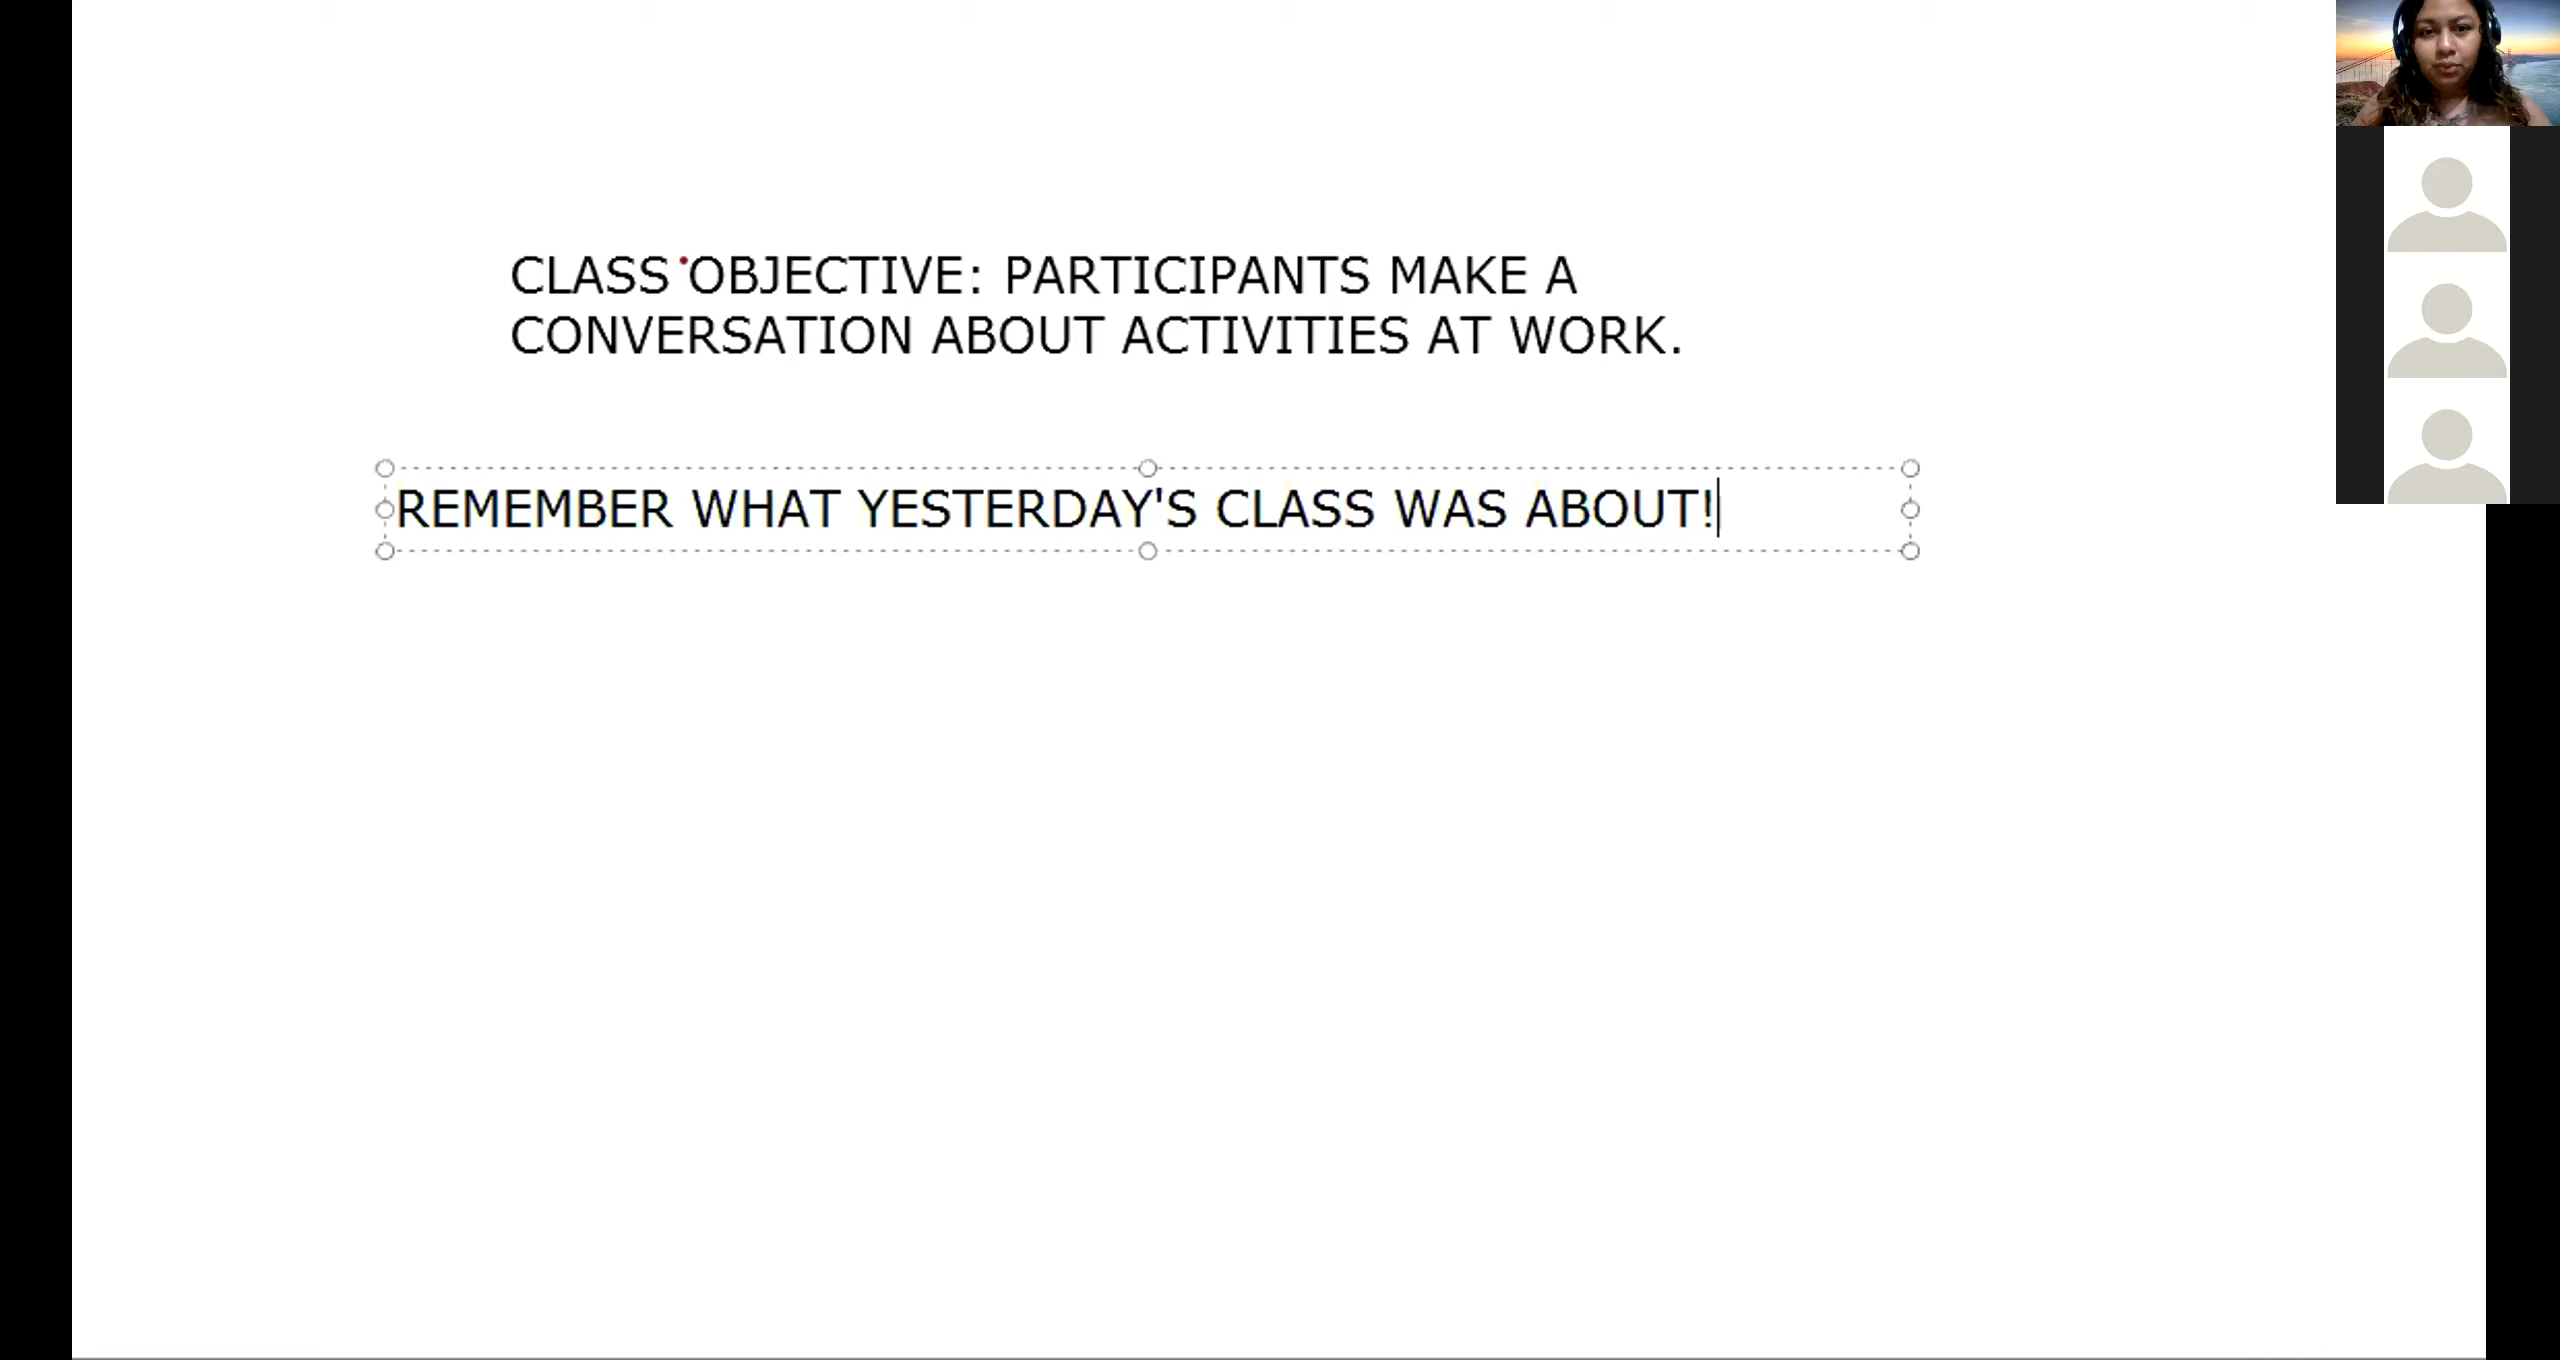 CLASS OBJECTIVE: PARTICIPANTS MAKE A
CONVERSATION ABOUT ACTIVITIES AT WORK.
REMEMBER WHAT YESTERDAY'S CLASS WAS ABOUT!